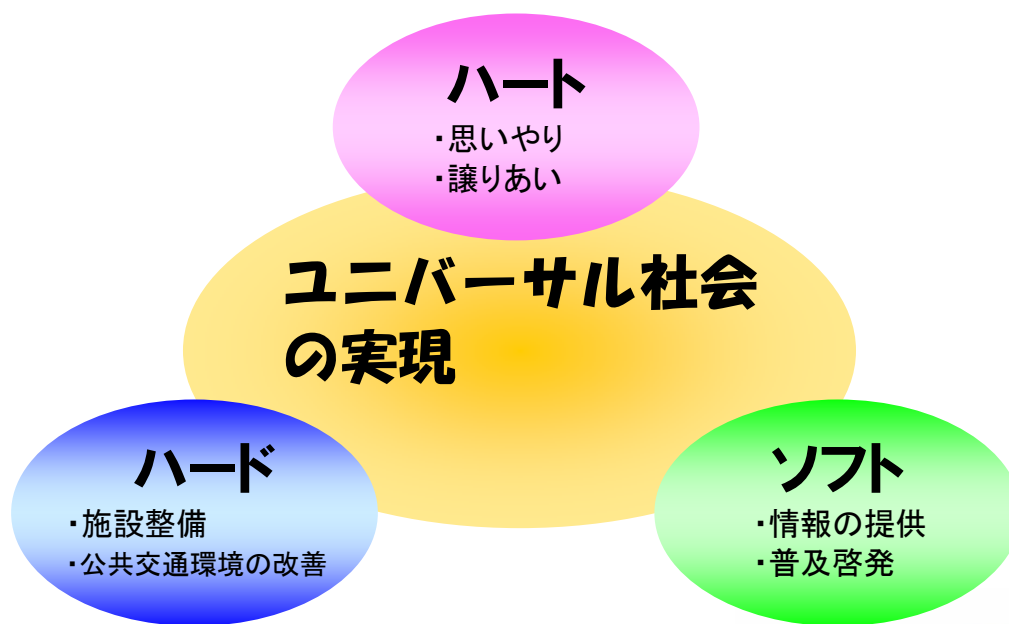 ハート
・思いやり
・譲りあい
ユニバーサル社会
の実現
ハード
・施設整備
・公共交通環境の改善
ソフト
・情報の提供
・普及啓発